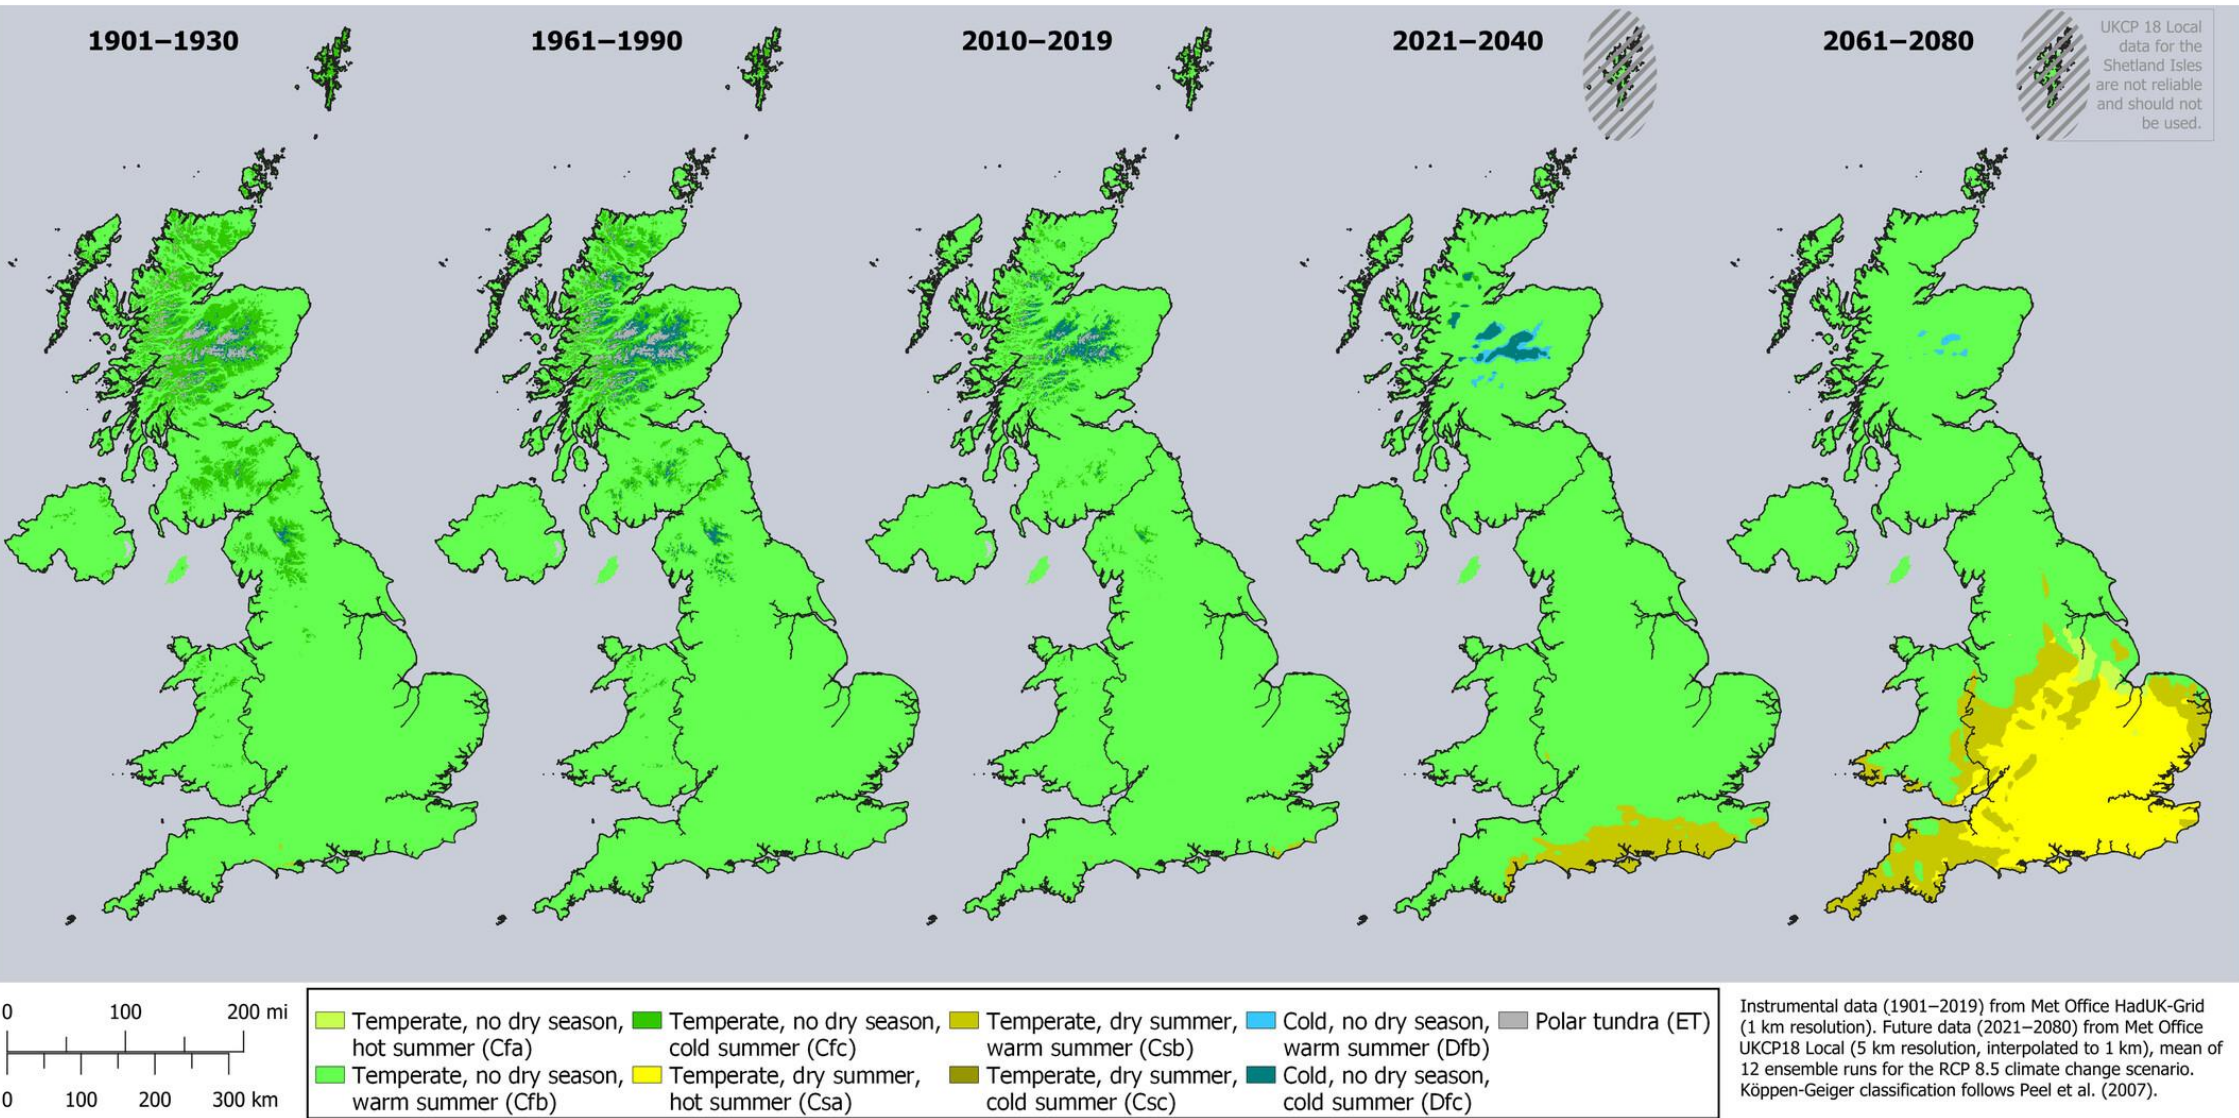 1901–1930
1961–1990
2010–2019
2021–2040
2061–2080
UKCP 18 Local
data for the
Shetland Isles
are not reliable
and should not
be used.
0 100 200 mi
0 100 200 300 km
Temperate, no dry season,
hot summer (Cfa)
Temperate, no dry season,
warm summer (Cfb)
Temperate, no dry season,
cold summer (Cfc)
Temperate, dry summer,
hot summer (Csa)
Temperate, dry summer,
warm summer (Csb)
Temperate, dry summer,
cold summer (Csc)
Cold, no dry season,
warm summer (Dfb)
Cold, no dry season,
cold summer (Dfc)
Polar tundra (ET)
Instrumental data (1901–2019) from Met Office HadUK-Grid
(1 km resolution). Future data (2021–2080) from Met Office
UKCP18 Local (5 km resolution, interpolated to 1 km), mean of
12 ensemble runs for the RCP 8.5 climate change scenario.
Köppen-Geiger classification follows Peel et al. (2007).